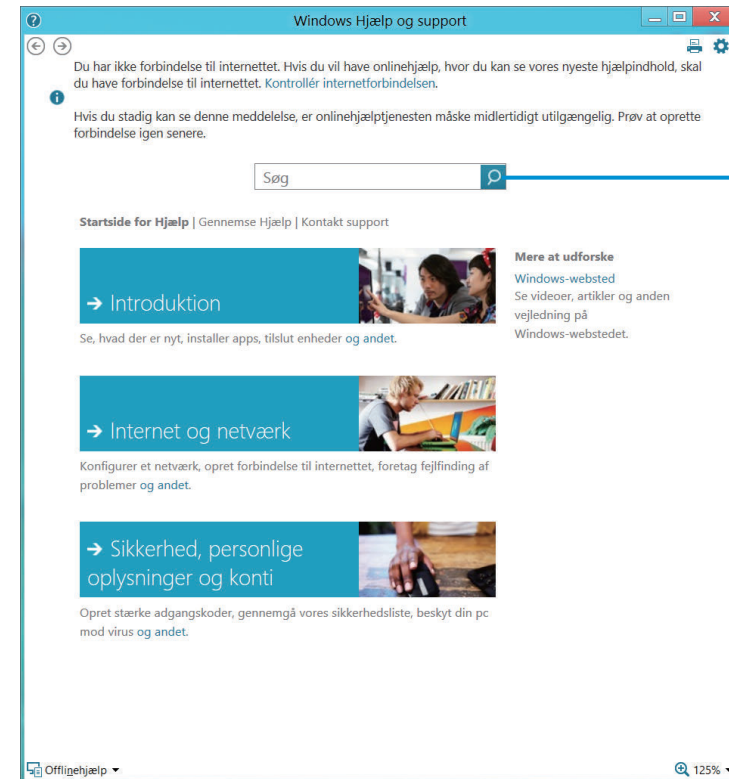 Windows Hjælp og support
Du har ikke forbindelse til internettet. Hvis du vil have onlinehjælp, hvor du kan se vores nyeste hjælpindhold, skal
du have forbindelse til internettet. Kontrollér internetforbindelsen.
Hvis du stadig kan se denne meddelelse, er onlinehjælptjenesten måske midlertidigt utilgængelig. Prøv at oprette
forbindelse igen senere.
Søg
Startside for Hjælp | Gennemse Hjælp | Kontakt support
→ Introduktion
Se, hvad der er nyt, installer apps, tilslut enheder og andet.
Mere at udforske
Windows-websted
Se videoer, artikler og anden
vejledning på
Windows-webstedet.
→ Internet og netværk
Konfigurer et netværk, opret forbindelse til internettet, foretag fejlfinding af
problemer og andet.
→ Sikkerhed, personlige
oplysninger og konti
Opret stærke adgangskoder, gennemgå vores sikkerhedsliste, beskyt din pc
mod virus og andet.
Offlinehjælp
125%